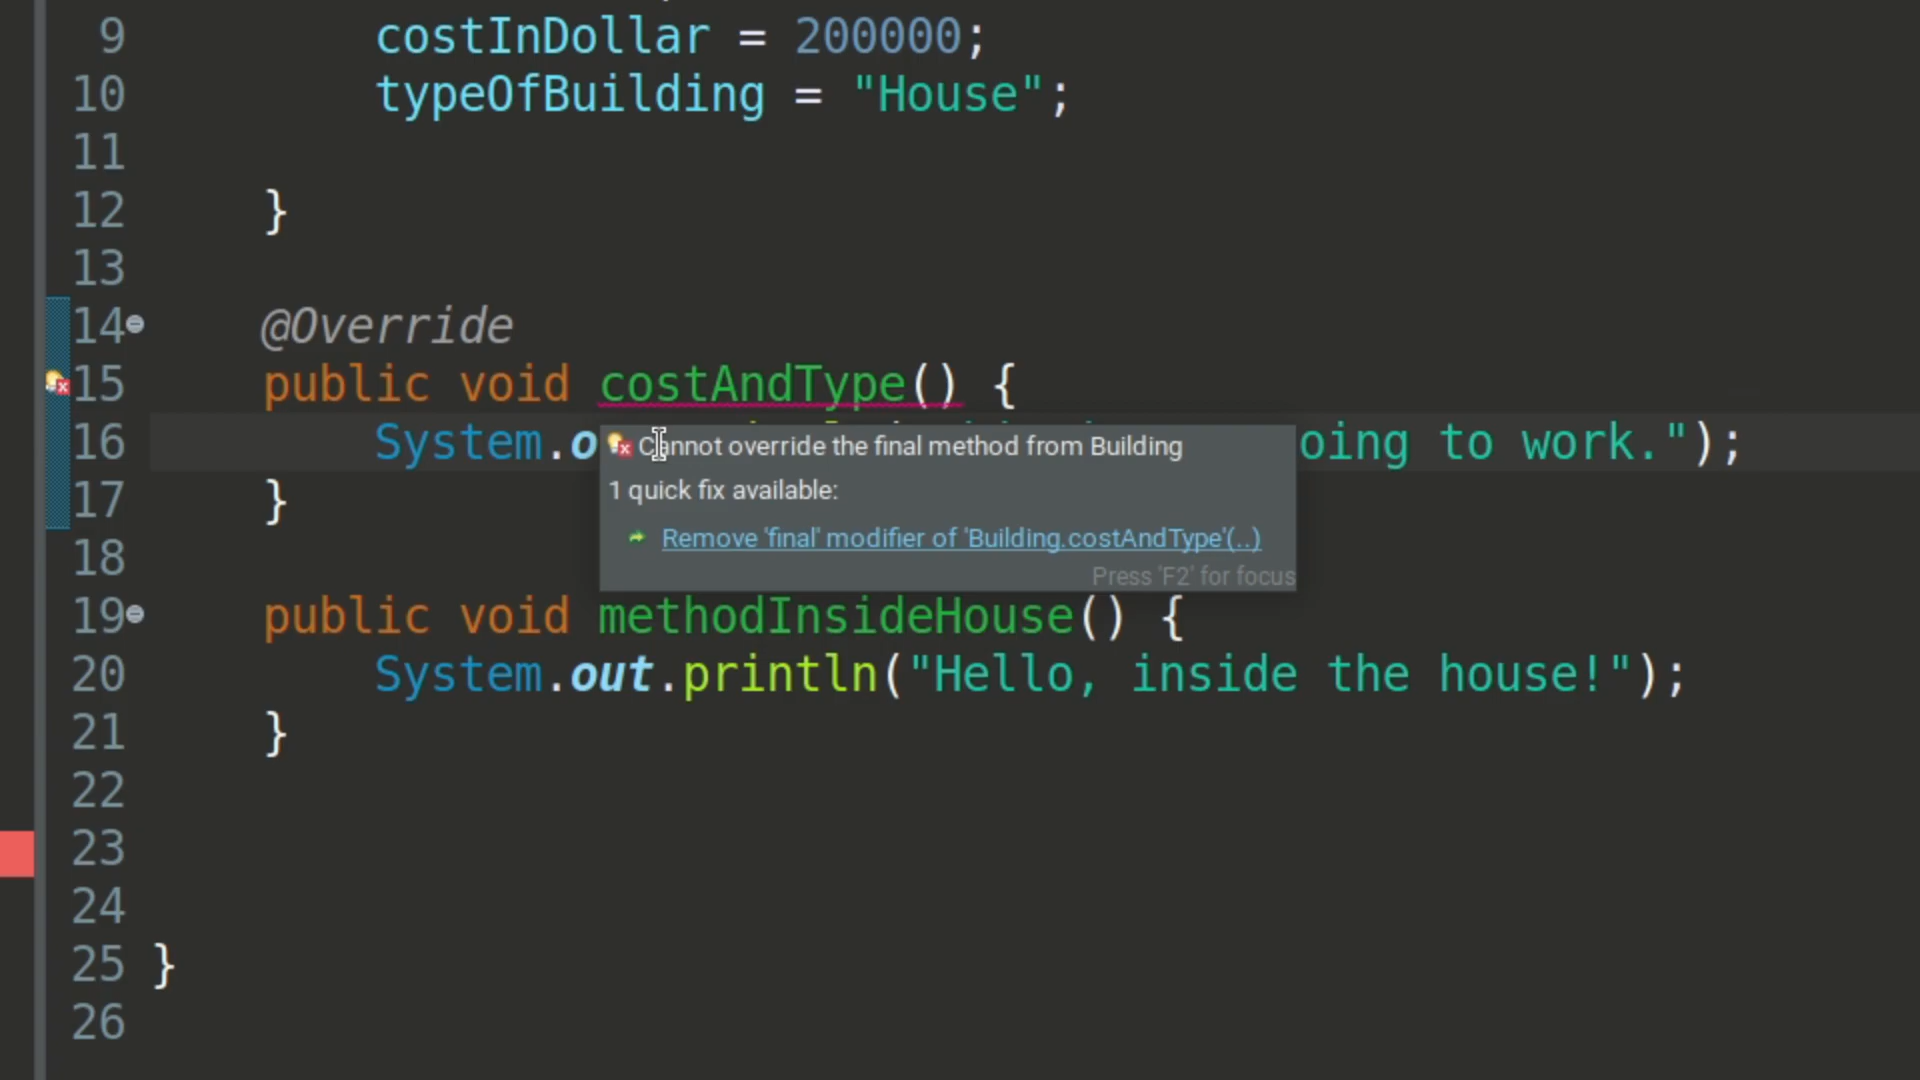 9 costInDollar = 200000;
10 typeOfBuilding = "House";
11
12 }
13
14 @Override
15 public void costAndType() {
16 System.o oing to work.");
Cannot override the final method from Building
17 }
1 quick fix available:
Remove 'final' modifier of 'Building.costAndType'(..)
18
Press 'F2' for focus
19 public void methodInsideHouse() {
20 System.out.println("Hello, inside the house!");
21 }
22
23
24
25 }
26